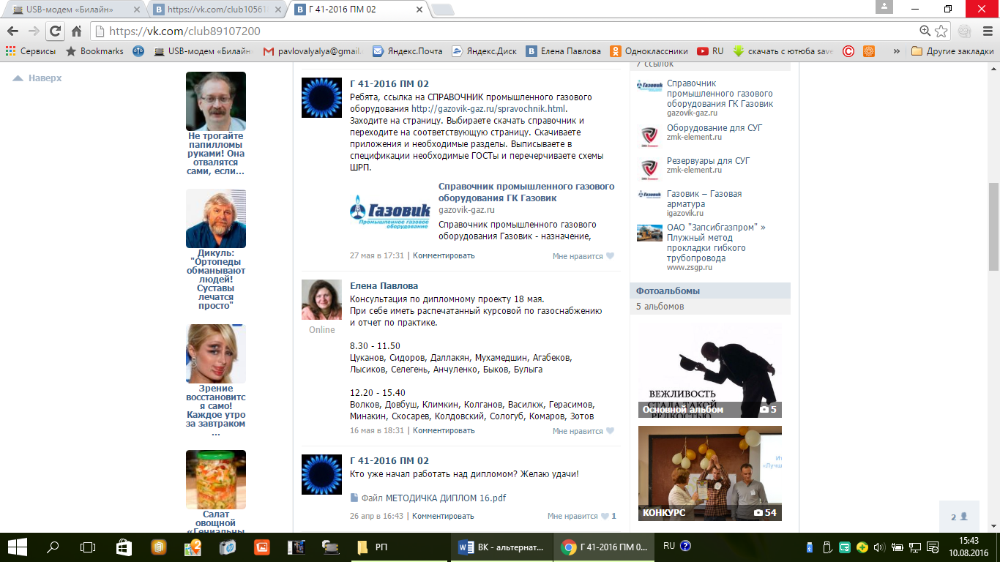 USB-модем «Билайн»
https://vk.com/club1056
Г 41-2016 ПМ 02
https://vk.com/club89107200
Сервисы
Bookmarks
USB-модем «Билайн
pavlovalyalya@gmail.
Яндекс.Почта
Яндекс.Диск
Елена Павлова
Одноклассники
RU
скачать с ютюба save
»
Другие закладки
Наверх
Не трогайте
папилломы
руками! Она
отвалятся
сами, если...
Дикуль:
"Ортопеды
обманывают
людей!
Суставы
лечатся
просто"
Зрение
восстановитс
я само!
Каждое утро
за завтраком
...
Салат
овощной
«Гениальны
Г 41-2016 ПМ 02
Ребята, ссылка на СПРАВОЧНИК промышленного газового
оборудования http://gazovik-gaz.ru/spravochnik.html.
Заходите на страницу. Выбираете скачать справочник и
переходите на соответствующую страницу. Скачиваете
приложения и необходимые разделы. Выписываете в
спецификации необходимые ГОСТы и перечерчиваете схемы
ШРП.
Газовик
Промышленное газовое
оборудование
Справочник промышленного газового
оборудования ГК Газовик
gazovik-gaz.ru
Справочник промышленного газового
оборудования Газовик - назначение,
27 мая в 17:31 | Комментировать
Мне нравится
Елена Павлова
Консультация по дипломному проекту 18 мая.
При себе иметь распечатанный курсовой по газоснабжению
и отчет по практике.
Online
8.30 - 11.50
Цуканов, Сидоров, Даллакян, Мухамедшин, Агабеков,
Лысиков, Селегень, Анчуленко, Быков, Булыга
12.20 - 15.40
Волков, Довбуш, Климкин, Колганов, Василюк, Герасимов,
Минакин, Скосарев, Колдовский, Сологуб, Комаров, Зотов
16 мая в 18:31 | Комментировать
Мне нравится
Г 41-2016 ПМ 02
Кто уже начал работать над дипломом? Желаю удачи!
Файл МЕТОДИЧКА ДИПЛОМ 16.pdf
26 апр в 16:43 | Комментировать
Мне нравится 1
7 ссылок
Газовик
Справочник
промышленного газового
оборудования ГК Газовик
gazovik-gaz.ru
Оборудование для СУГ
zmk-element.ru
Резервуары для СУГ
zmk-element.ru
Газовик – Газовая
арматура
igazovik.ru
ОАО "Запсибгазпром" »
Плужный метод
прокладки гибкого
трубопровода
www.zsgp.ru
Фотоальбомы
5 альбомов
ВЕЖЛИВОСТЬ
СТАЛА ТАКОЙ
РЕДКОСТЬЮ
Основной альбом
5
«Лучш
КОНКУРС
54
2
РП
ВК - альтернат...
Г 41-2016 ПМ 0...
RU
15:43
10.08.2016